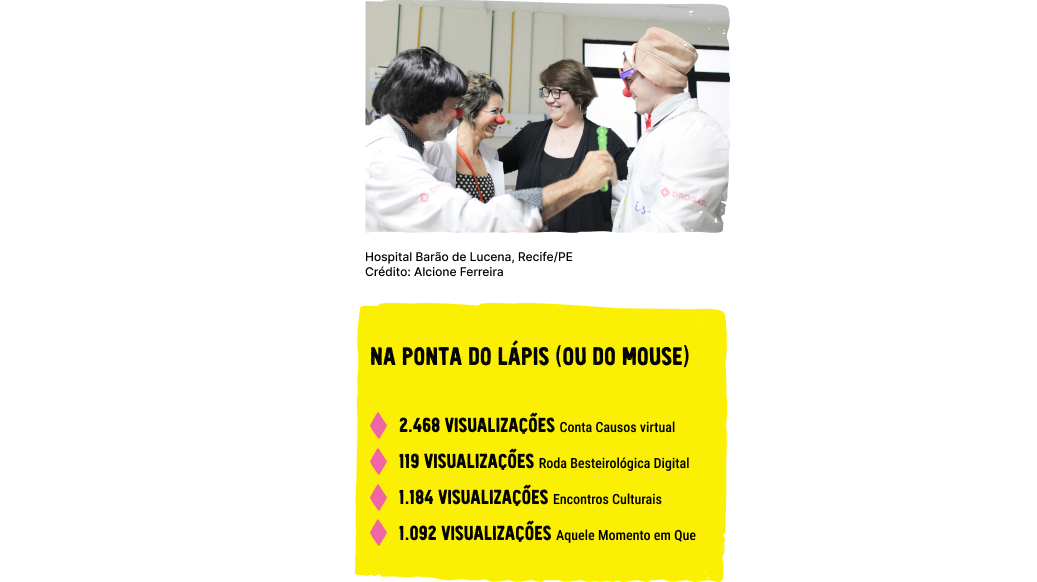 Hospital Barão de Lucena, Recife/PE
Crédito: Alcione Ferreira
NA PONTA DO LÁPIS (OU DO MOUSE)
2.468 VISUALIZAÇÕES Conta Causos virtual
119 VISUALIZAÇÕES Roda Besteirológica Digital
1.184 VISUALIZAÇÕES Encontros Culturais
1.092 VISUALIZAÇÕES Aquele Momento em Que